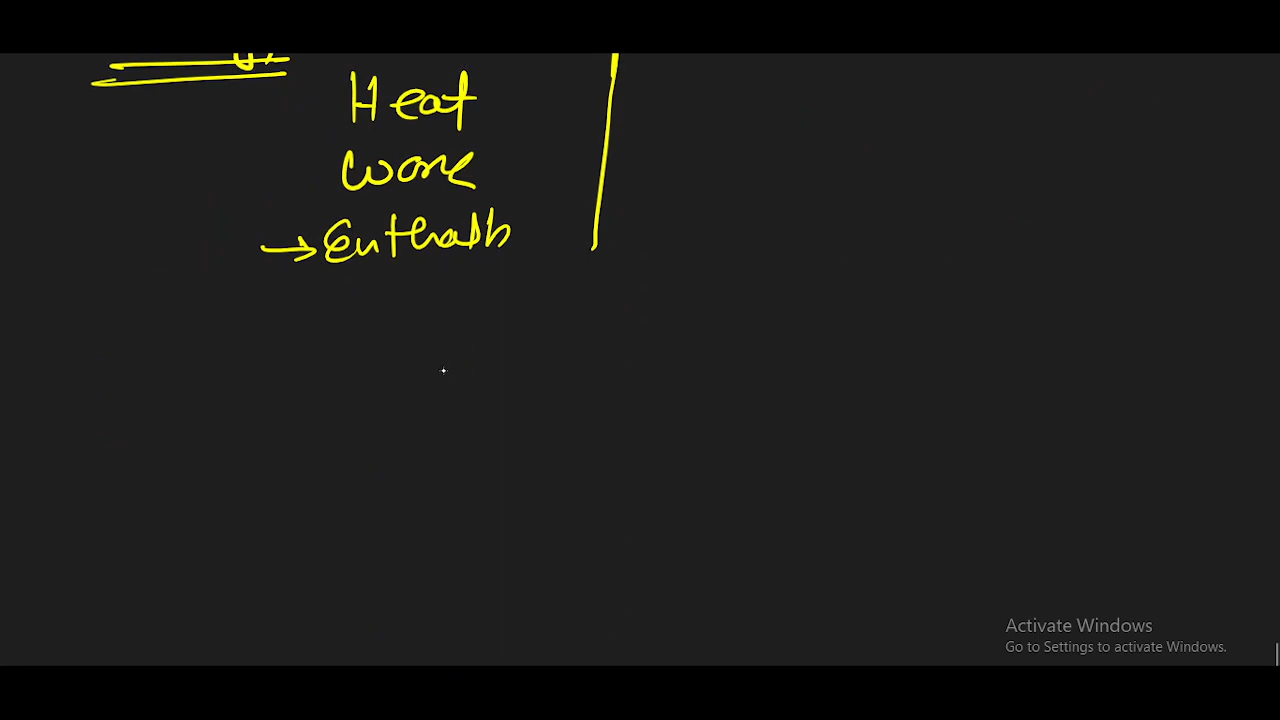 Heat
Work
→ Enthalpy
Activate Windows
Go to Settings to activate Windows.